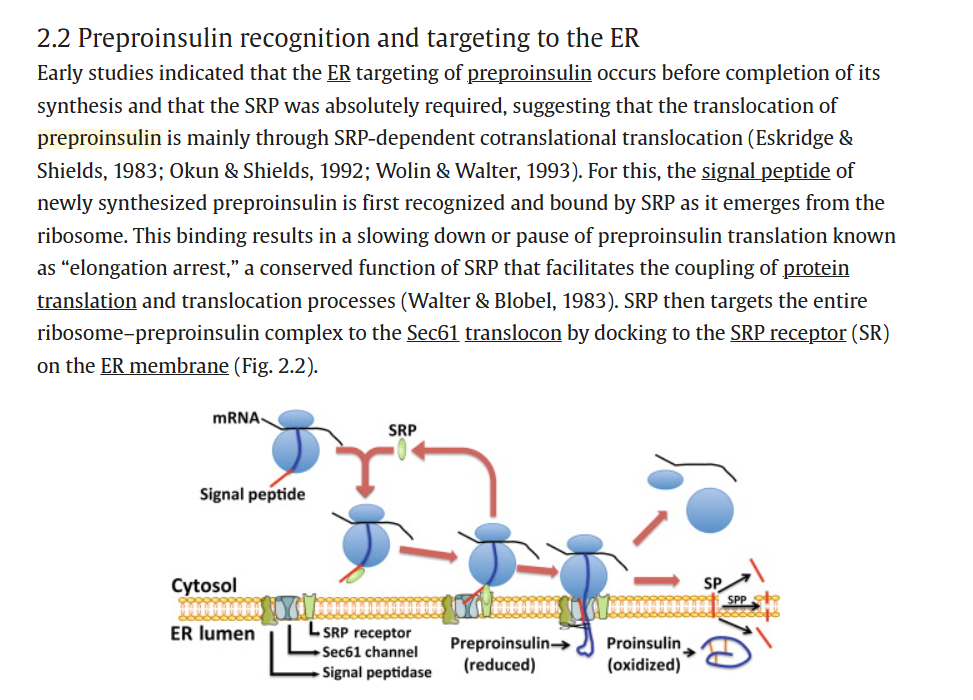 2.2 Preproinsulin recognition and targeting to the ER
Early studies indicated that the ER targeting of preproinsulin occurs before completion of its
synthesis and that the SRP was absolutely required, suggesting that the translocation of
preproinsulin is mainly through SRP-dependent cotranslational translocation (Eskridge &
Shields, 1983; Okun & Shields, 1992; Wolin & Walter, 1993). For this, the signal peptide of
newly synthesized preproinsulin is first recognized and bound by SRP as it emerges from the
ribosome. This binding results in a slowing down or pause of preproinsulin translation known
as “elongation arrest,” a conserved function of SRP that facilitates the coupling of protein
translation and translocation processes (Walter & Blobel, 1983). SRP then targets the entire
ribosome–preproinsulin complex to the Sec61 translocon by docking to the SRP receptor (SR)
on the ER membrane (Fig. 2.2).
mRNA
SRP
Signal peptide
Cytosol
SP
SPP
ER lumen
SRP receptor
Sec61 channel
Signal peptidase
Preproinsulin
(reduced)
Proinsulin
(oxidized)